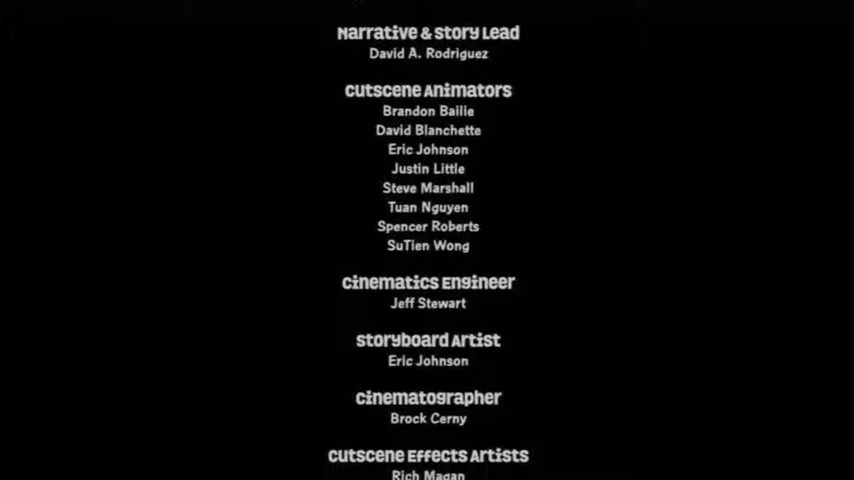 Narrative & Story Lead
David A. Rodriguez
Cutscene Animators
Brandon Bailie
David Blanchette
Eric Johnson
Justin Little
Steve Marshall
Tuan Nguyen
Spencer Roberts
SuTien Wong
Cinematics Engineer
Jeff Stewart
Storyboard Artist
Eric Johnson
Cinematographer
Brock Cerny
Cutscene Effects Artists
Rich Magan